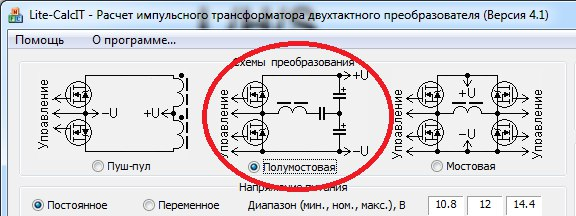 Lite-CalcIT - Расчет импульсного трансформатора двухтактного преобразователя (Версия 4.1)
Помощь О программе...
Схемы преобразования
Управление -U +U
Управление +U -U
Управление +U -U Управление
Пуш-пул Полумостовая Мостовая
Напряжение питания
Постоянное Переменное Диапазон (мин., ном., макс.), В 10.8 12 14.4